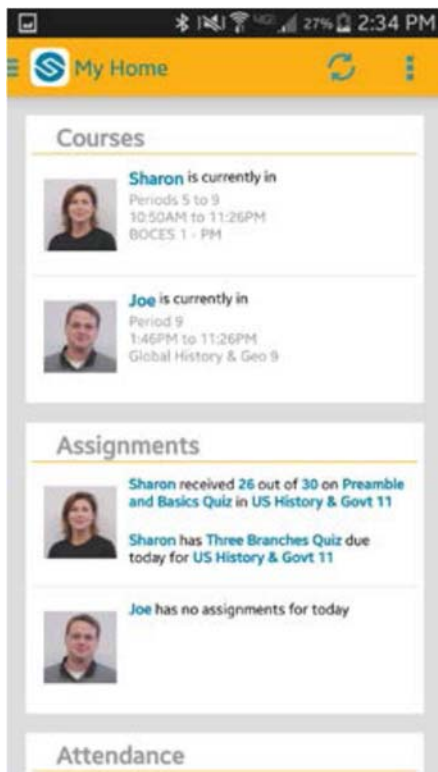 4G 27% 2:34 PM
My Home
Courses
Sharon is currently in
Periods 5 to 9
10:50AM to 11:26PM
BOCES 1 - PM
Joe is currently in
Period 9
1:46PM to 11:26PM
Global History & Geo 9
Assignments
Sharon received 26 out of 30 on Preamble
and Basics Quiz in US History & Govt 11
Sharon has Three Branches Quiz due
today for US History & Govt 11
Joe has no assignments for today
Attendance